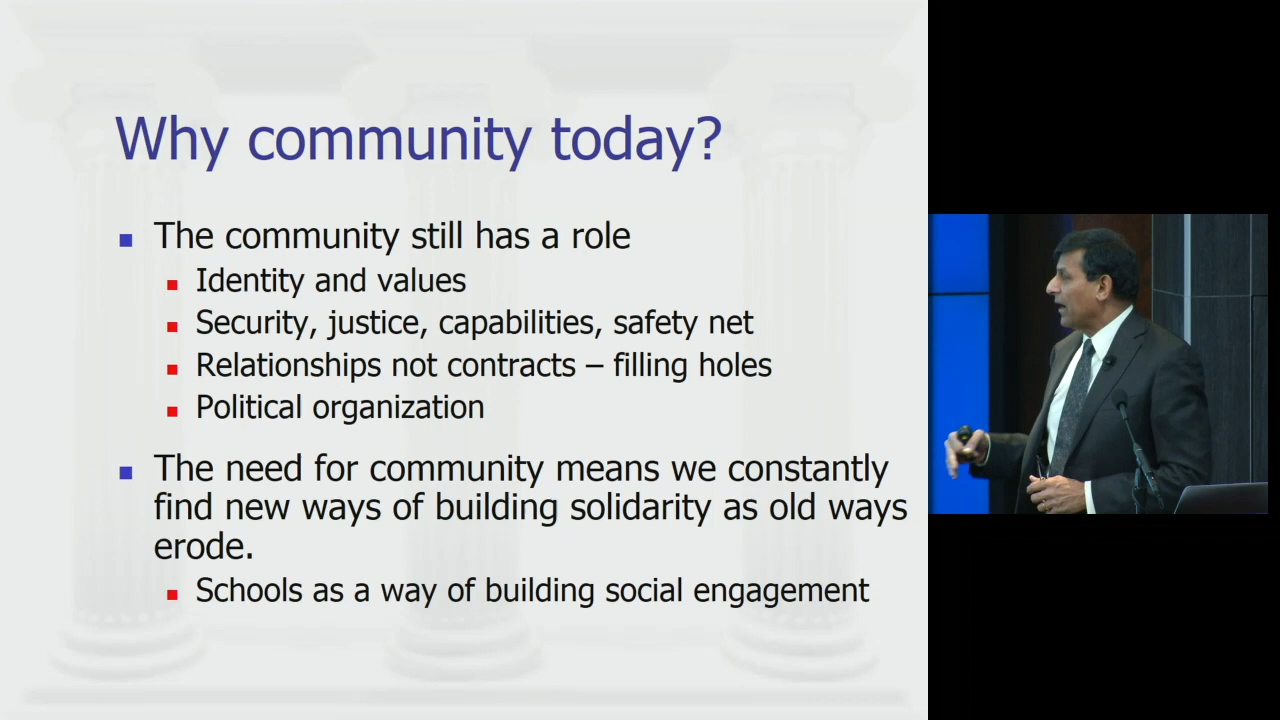 Why community today?
The community still has a role
Identity and values
Security, justice, capabilities, safety net
Relationships not contracts – filling holes
Political organization
The need for community means we constantly
find new ways of building solidarity as old ways
erode.
Schools as a way of building social engagement